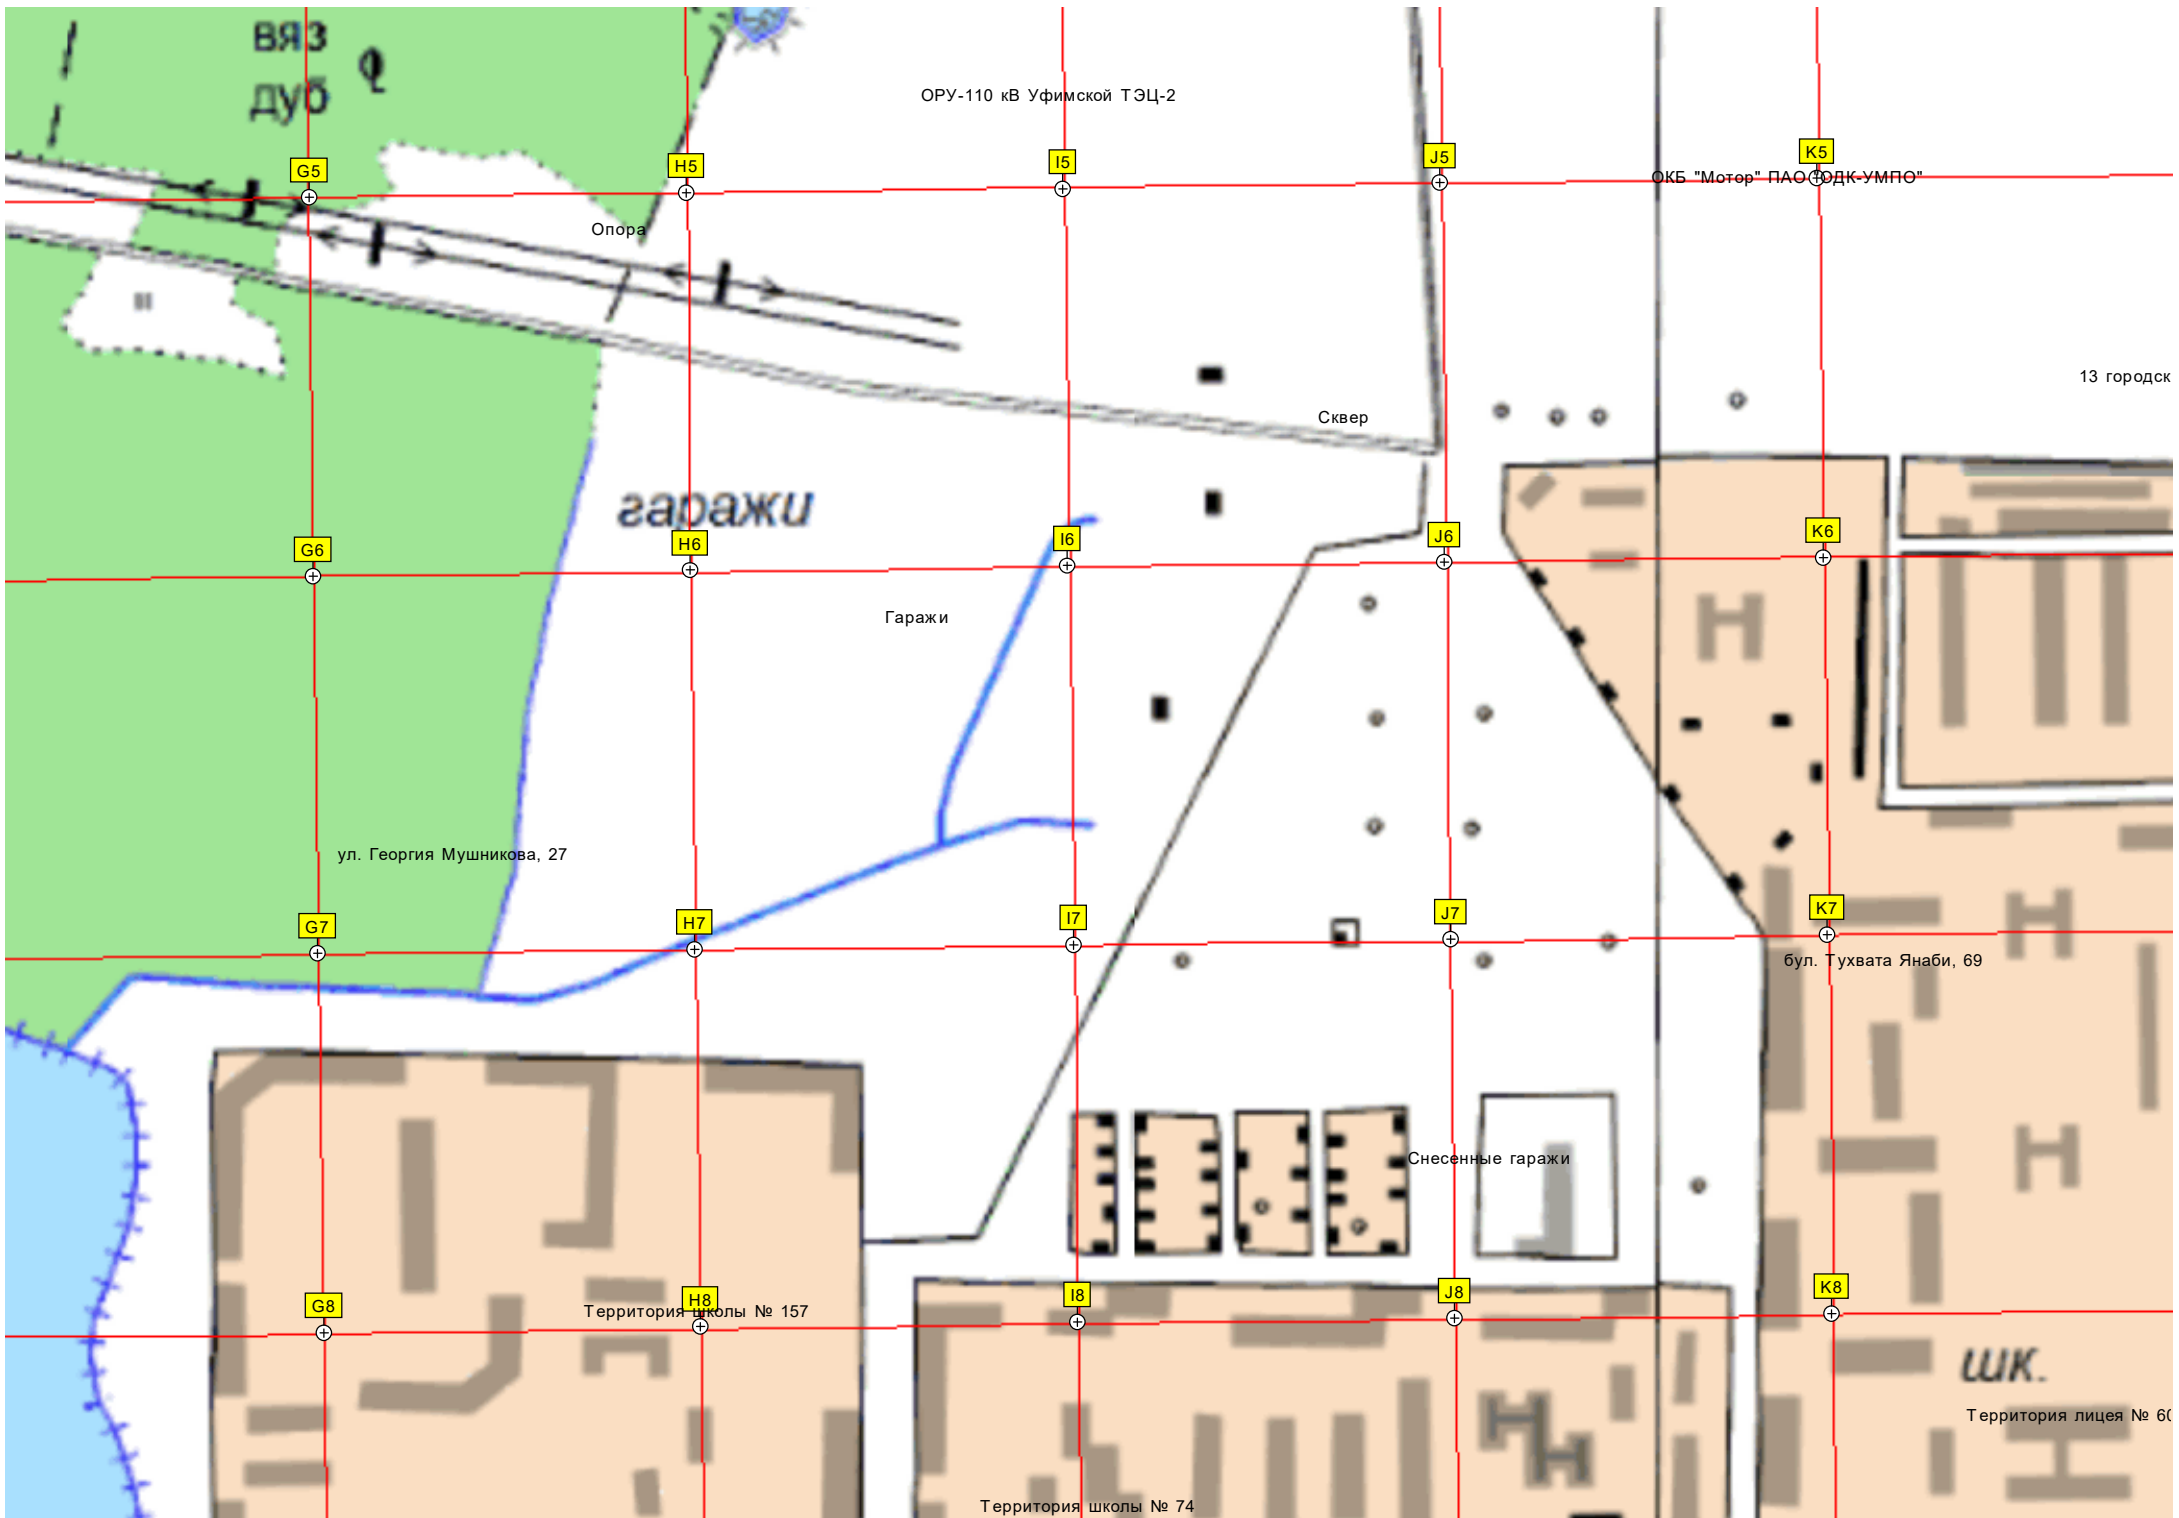 вяз
дуб
ОРУ-110 кВ Уфимской ТЭЦ-2
G5
H5
I5
J5
K5
ОКБ "Мотор" ПАО "ОДК-УМПО"
Опора
13 городск
Сквер
гаражи
G6
H6
I6
J6
K6
Гаражи
ул. Георгия Мушникова, 27
G7
H7
I7
J7
K7
бул. Тухвата Янаби, 69
Снесенные гаражи
G8
H8
I8
J8
K8
Территория школы № 157
шк.
Территория лицея № 60
Территория школы № 74